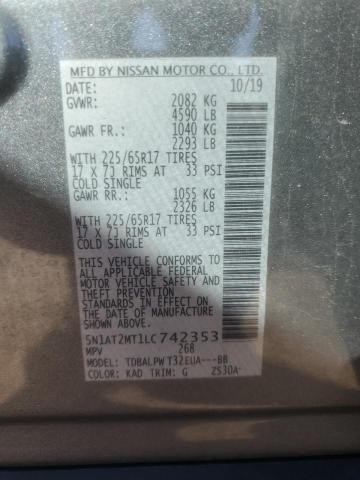 MFD BY NISSAN MOTOR CO., LTD.
DATE: 10/19
GVWR: 2082 KG
4590 LB
GAWR FR: 1040 KG
2293 LB
WITH 225/65R17 TIRES
17 X 7J RIMS AT 33 PSI
COLD SINGLE
GAWR RR: 1055 KG
2326 LB
WITH 225/65R17 TIRES
17 X 7J RIMS AT 33 PSI
COLD SINGLE
THIS VEHICLE CONFORMS TO
ALL APPLICABLE FEDERAL
MOTOR VEHICLE SAFETY
AND THEFT PREVENTION
STANDARDS IN EFFECT ON
THE DATE OF MANUFACTURE
SHOWN ABOVE.
5N1AT2MT1LC742353
MPV 268
MODEL: TDBALPWT32EUA---BB
COLOR: KAD TRIM: G ZS30A-